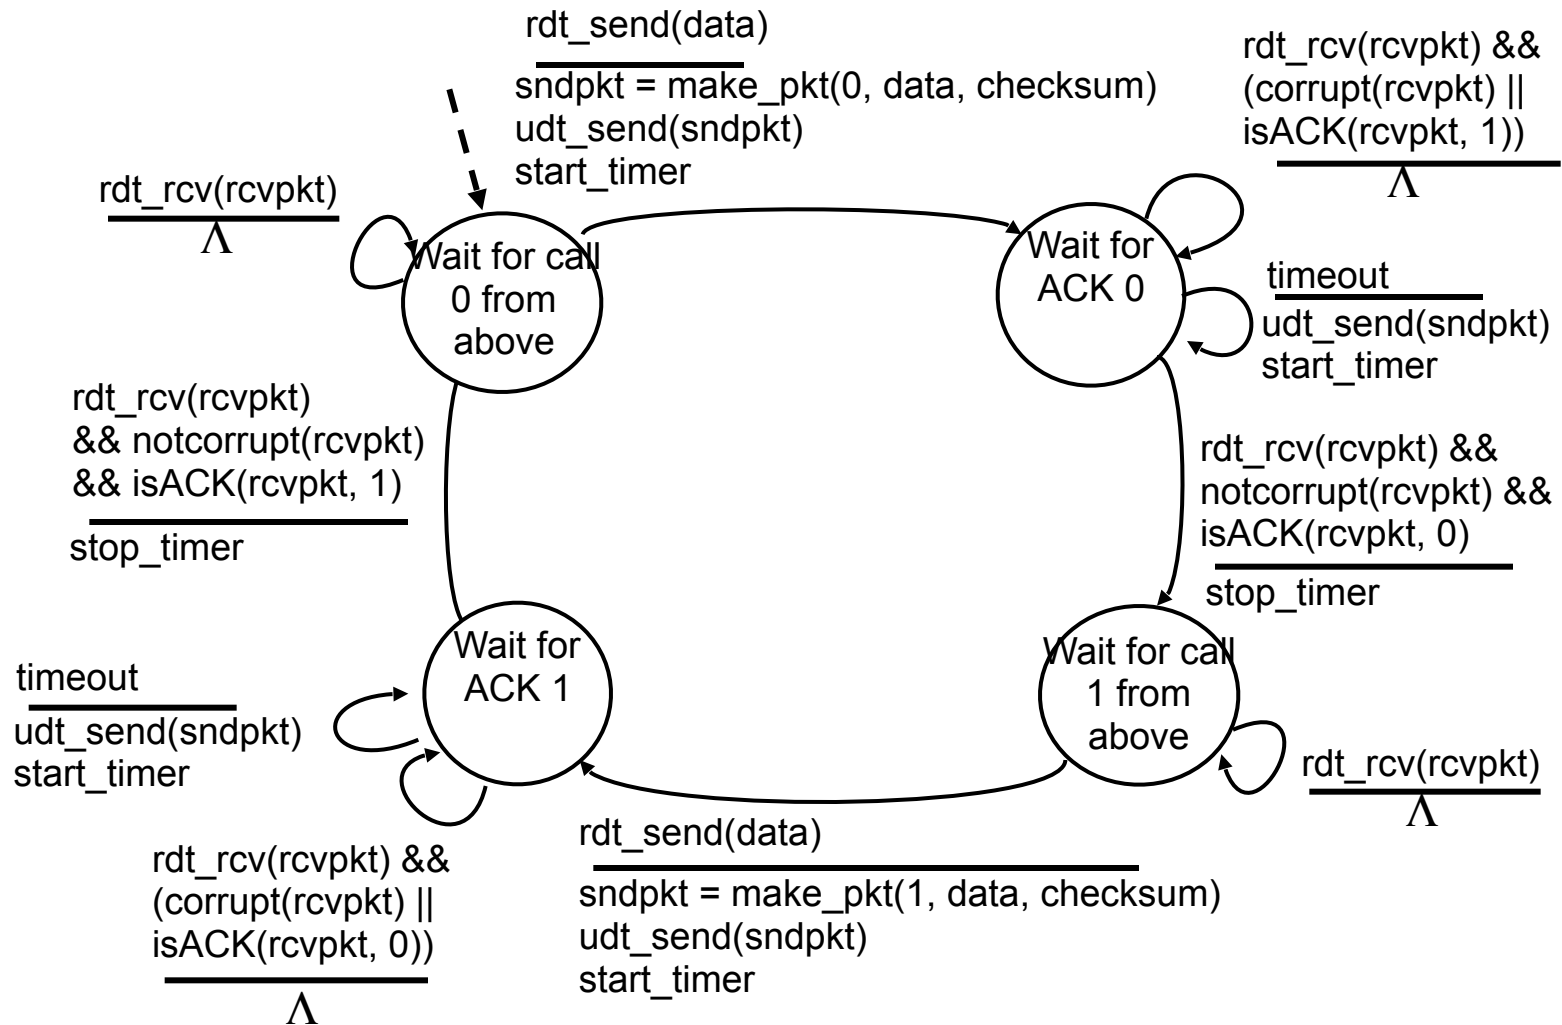 rdt_send(data)
sndpkt = make_pkt(0, data, checksum)
udt_send(sndpkt)
start_timer
rdt_rcv(rcvpkt) &&
(corrupt(rcvpkt) ||
isACK(rcvpkt, 1))
Λ
rdt_rcv(rcvpkt)
Λ
Wait for call
0 from
above
Wait for
ACK 0
timeout
udt_send(sndpkt)
start_timer
rdt_rcv(rcvpkt)
&& notcorrupt(rcvpkt)
&& isACK(rcvpkt, 1)
stop_timer
rdt_rcv(rcvpkt) &&
notcorrupt(rcvpkt) &&
isACK(rcvpkt, 0)
stop_timer
Wait for
ACK 1
Wait for call
1 from
above
timeout
udt_send(sndpkt)
start_timer
rdt_rcv(rcvpkt)
Λ
rdt_rcv(rcvpkt) &&
(corrupt(rcvpkt) ||
isACK(rcvpkt, 0))
Λ
rdt_send(data)
sndpkt = make_pkt(1, data, checksum)
udt_send(sndpkt)
start_timer